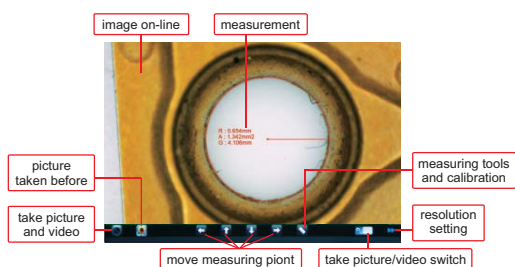 image on-line
measurement
R : 0.654mm
A : 1.342mm2
G : 4.106mm
picture
taken before
measuring tools
and calibration
take picture
and video
resolution
setting
move measuring piont
take picture/video switch